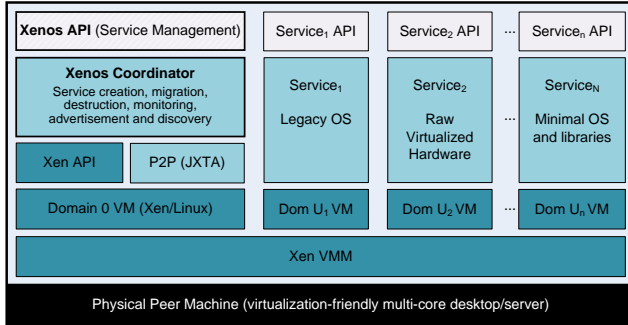 Xenos API (Service Management)
Service₁ API
Service₂ API
...
Serviceₙ API
Xenos Coordinator
Service creation, migration,
destruction, monitoring,
advertisement and discovery
Service₁
Legacy OS
Service₂
Raw
Virtualized
Hardware
...
Service_N
Minimal OS
and libraries
Xen API
P2P (JXTA)
Domain 0 VM (Xen/Linux)
Dom U₁ VM
Dom U₂ VM
...
Dom Uₙ VM
Xen VMM
Physical Peer Machine (virtualization-friendly multi-core desktop/server)